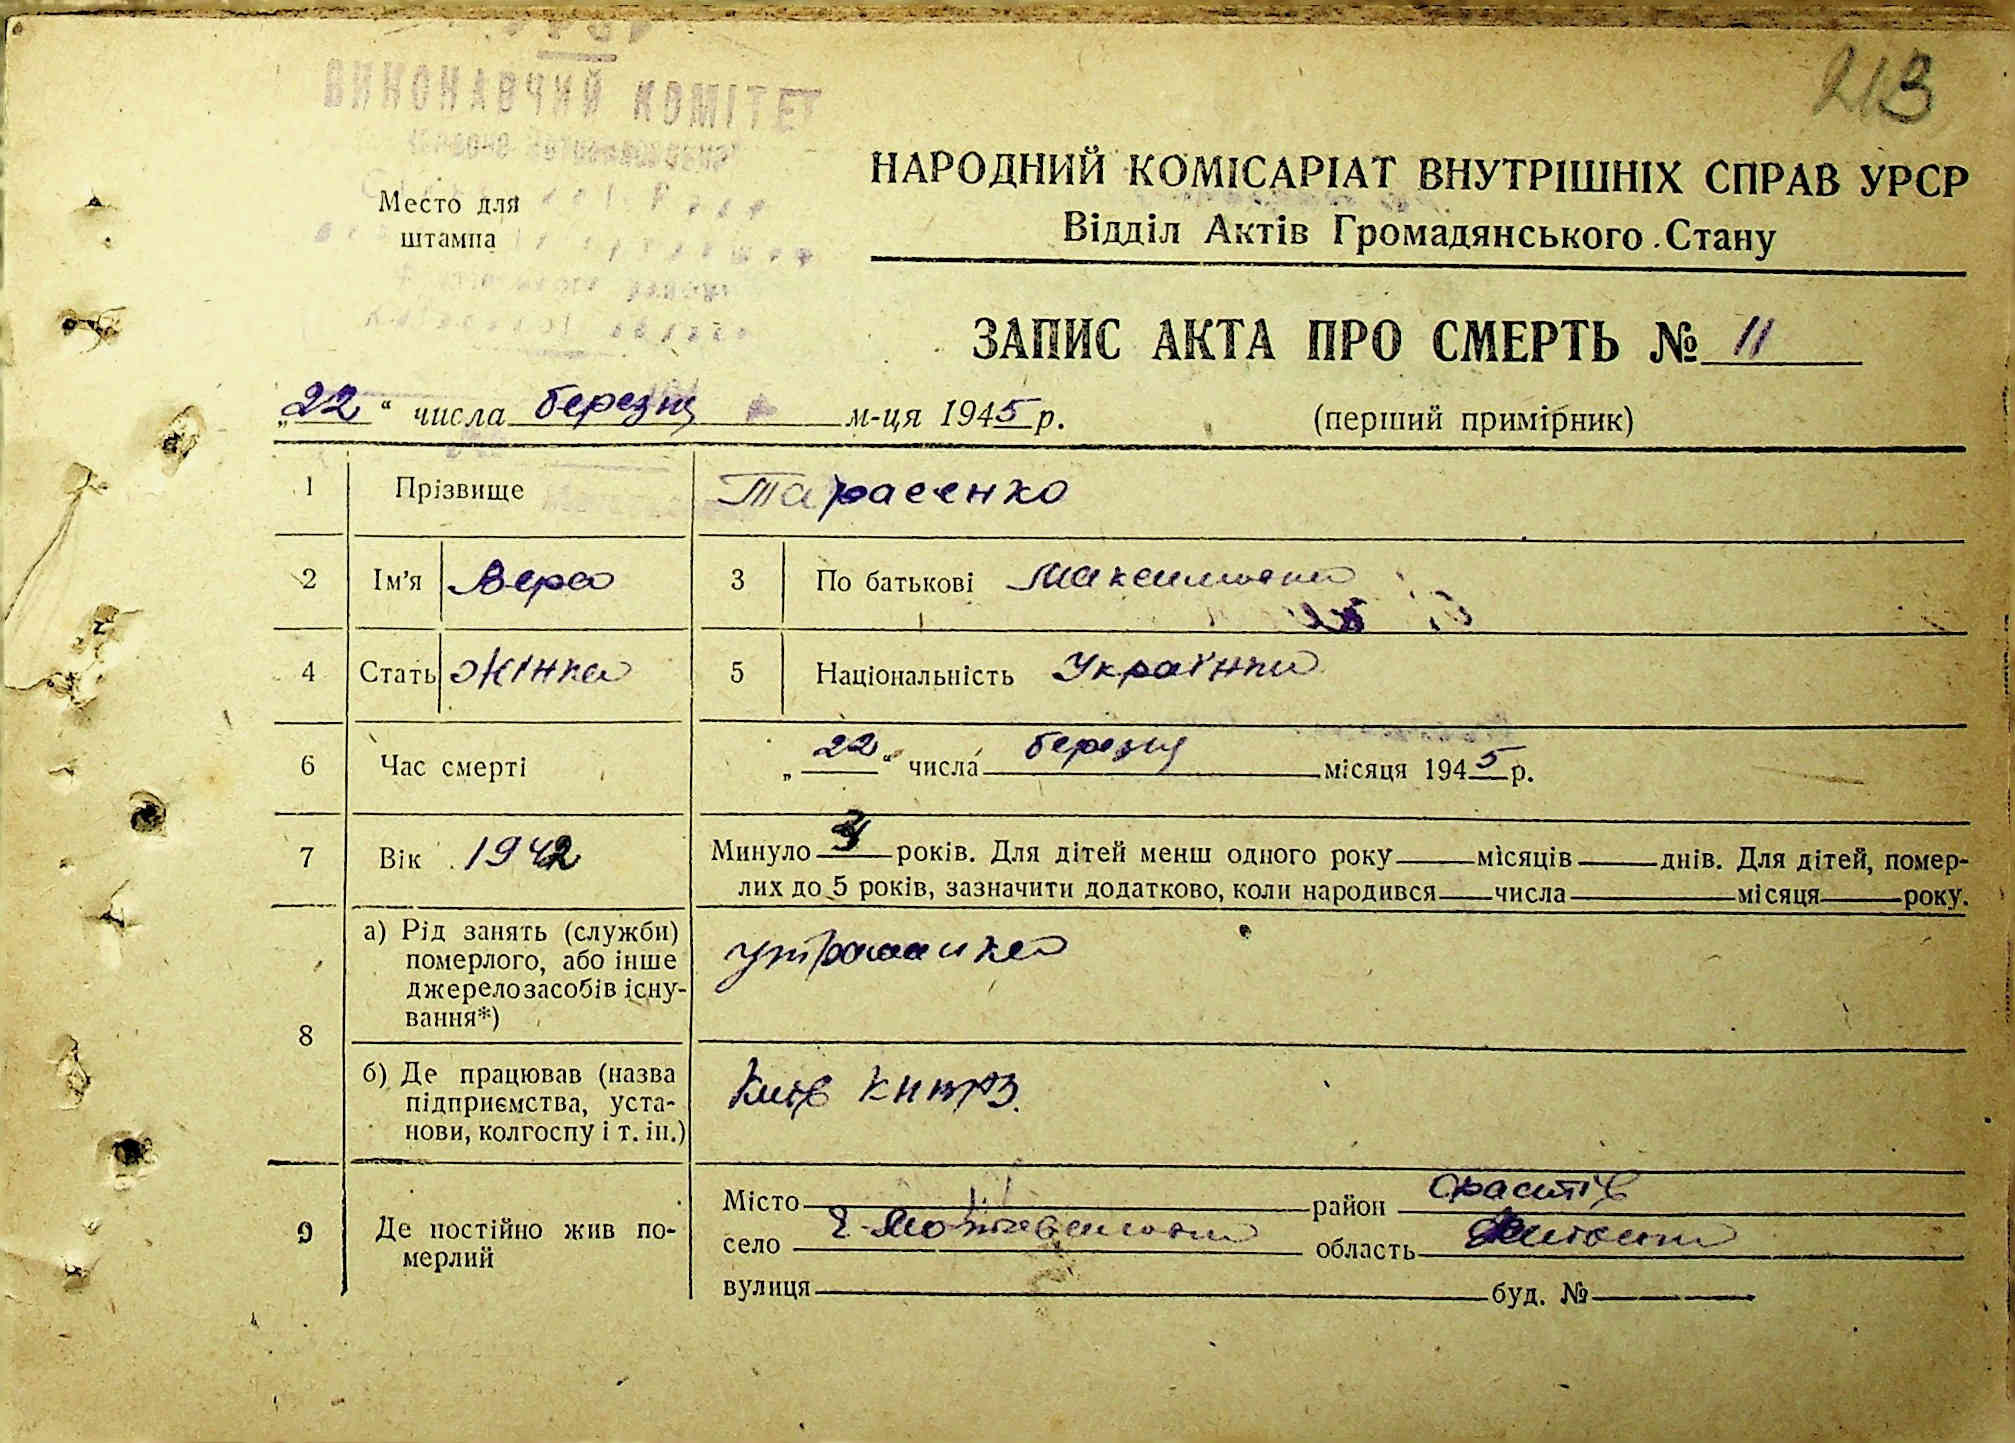 213
ВИКОНАВЧИЙ КОМІТЕТ
Место для
штампа
НАРОДНИЙ КОМІСАРІАТ ВНУТРІШНІХ СПРАВ УРСР
Відділ Актів Громадянського Стану
ЗАПИС АКТА ПРО СМЕРТЬ № 11
„22“ числа березня м-ця 1945 р. (перший примірник)
1 Прізвище Тарасенко
2 Ім'я Вера 3 По батькові
4 Стать жінка 5 Національність Українка
6 Час смерті „22“ числа березня місяця 1945 р.
7 Вік 1942 Минуло 3 років. Для дітей менш одного року місяців днів. Для дітей, помер-
лих до 5 років, зазначити додатково, коли народився числа місяця року.
8 а) Рід занять (служби)
померлого, або інше
джерело засобів існу-
вання*)
утриманка
б) Де працював (назва
підприємства, уста-
нови, колгоспу і т. ін.)
Київ
9 Де постійно жив по-
мерлий
Місто район Фастів
село область
вулиця буд. №